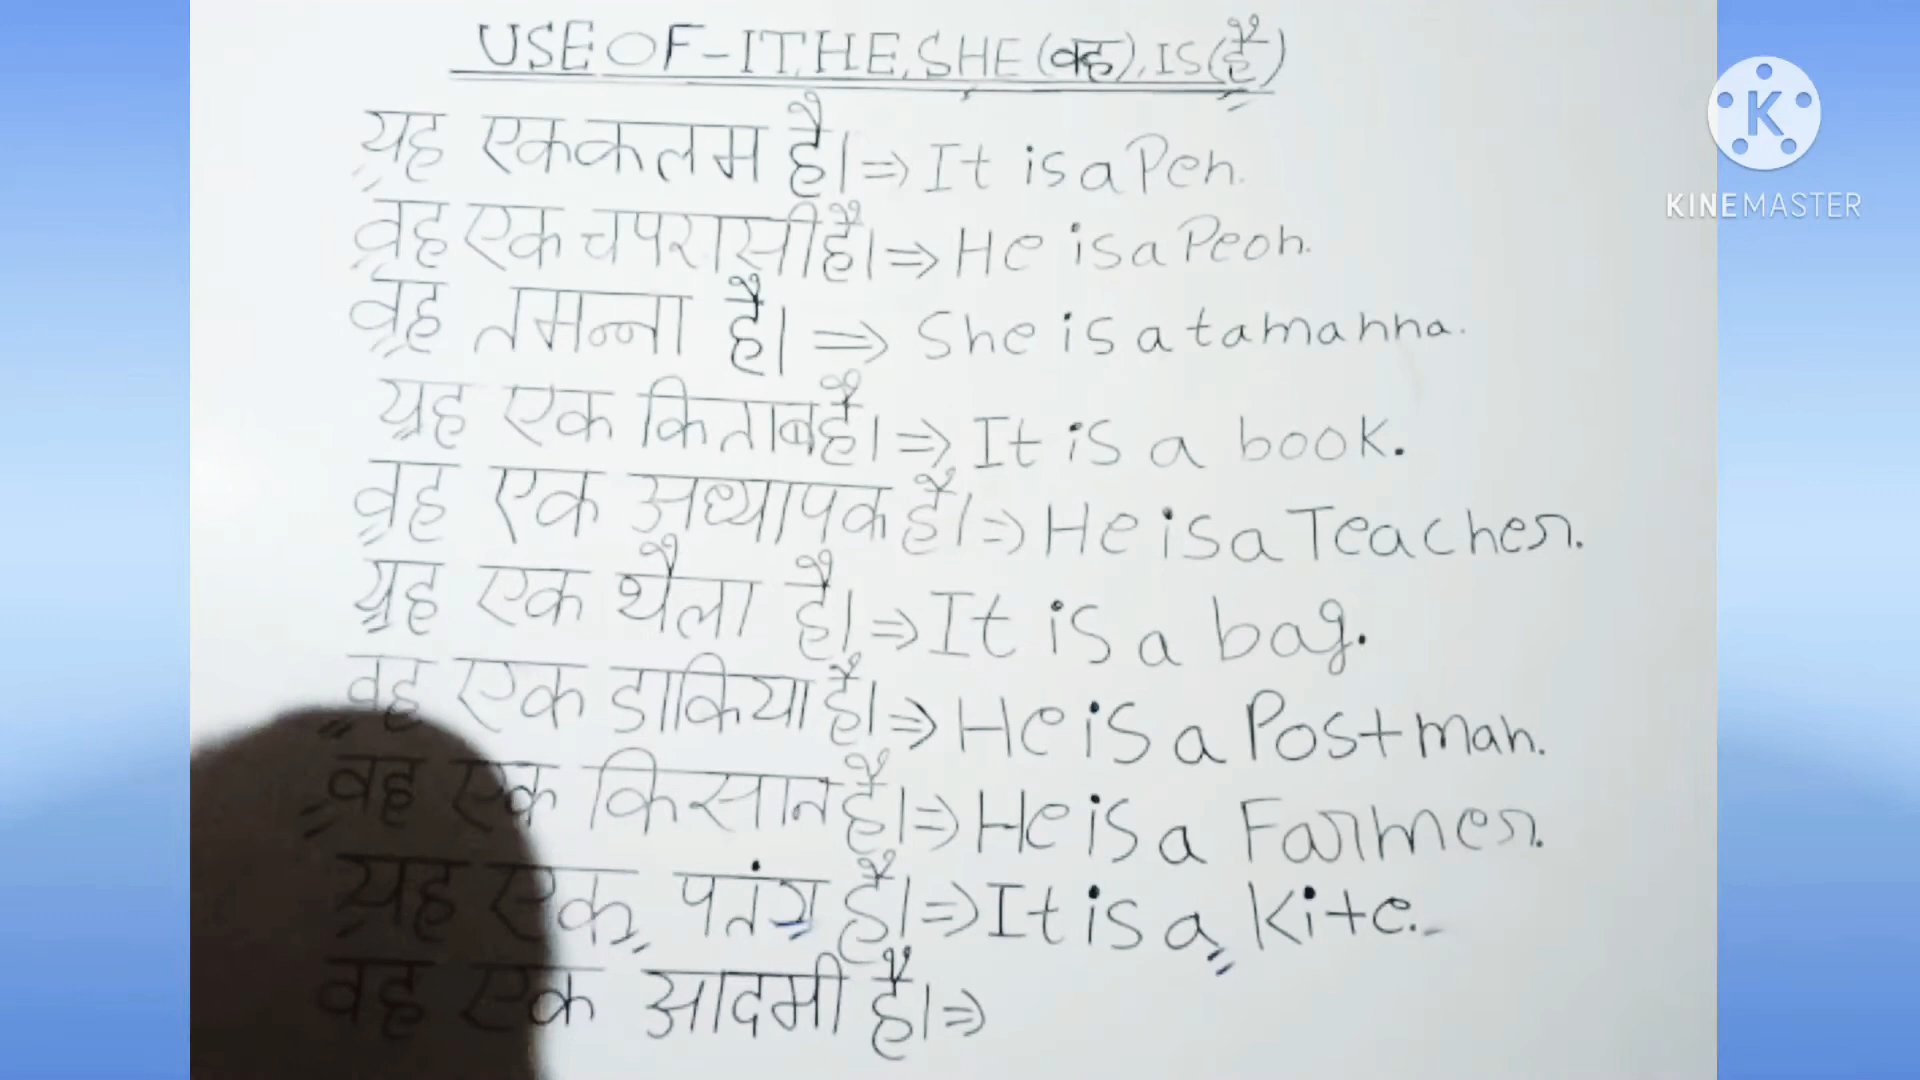 USE OF - IT, HE, SHE (वह), IS (है)
यह एक कलम है। => It is a Pen.
वह एक चपरासी है। => He is a Peon.
वह तमन्ना है। => She is a tamanna.
यह एक किताब है। => It is a book.
वह एक अध्यापक है। => He is a Teacher.
यह एक थैला है। => It is a bag.
वह एक डाकिया है। => He is a Postman.
वह एक किसान है। => He is a Farmer.
यह एक पतंग है। => It is a Kite.
वह एक आदमी है। =>
K
KINEMASTER